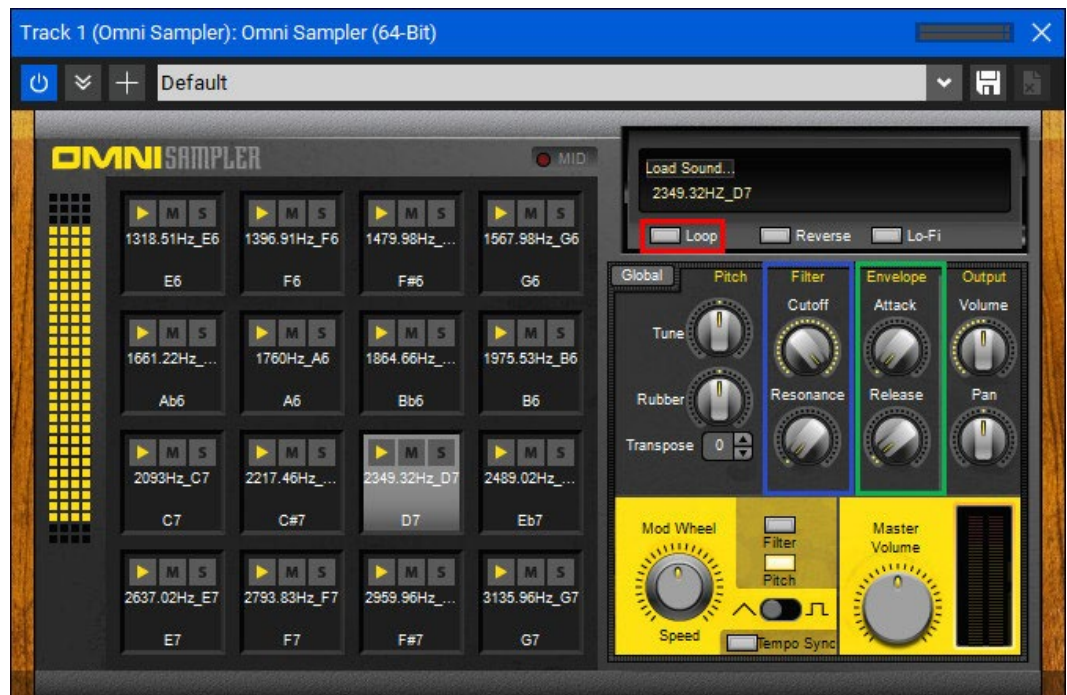 Track 1 (Omni Sampler): Omni Sampler (64-Bit)
Default
OMNISAMPLER
MID
Load Sound...
2349.32HZ_D7
Loop Reverse Lo-Fi
M S M S M S M S
1318.51Hz_E6 1396.91Hz_F6 1479.98Hz_... 1567.98Hz_G6
E6 F6 F#6 G6
M S M S M S M S
1661.22Hz_... 1760Hz_A6 1864.66Hz_... 1975.53Hz_B6
Ab6 A6 Bb6 B6
M S M S M S M S
2093Hz_C7 2217.46Hz_... 2349.32Hz_D7 2489.02Hz_...
C7 C#7 D7 Eb7
M S M S M S M S
2637.02Hz_E7 2793.83Hz_F7 2959.96Hz_... 3135.96Hz_G7
E7 F7 F#7 G7
Global Pitch Filter Envelope Output
Cutoff Attack Volume
Tune
Rubber Resonance Release Pan
Transpose 0
Mod Wheel Filter Master
Volume
Pitch
Speed Tempo Sync